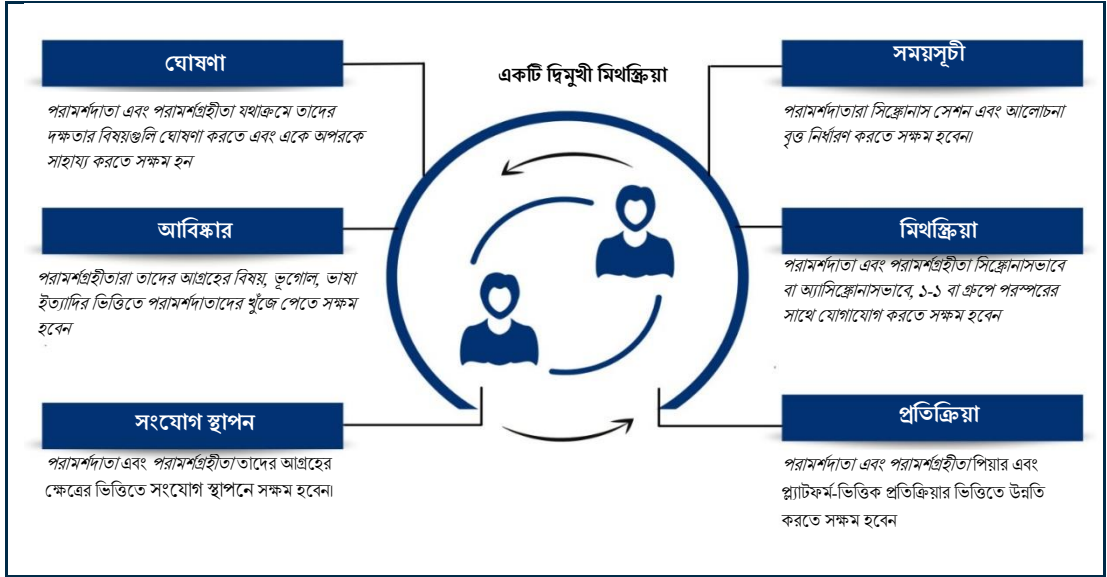 একটি দ্বিমুখী মিথস্ক্রিয়া
ঘোষণা
পরামর্শদাতা এবং পরামর্শগ্রহীতা যথাক্রমে তাদের
দক্ষতার বিষয়গুলি ঘোষণা করতে এবং একে অপরকে
সাহায্য করতে সক্ষম হন
আবিষ্কার
পরামর্শগ্রহীতারা তাদের আগ্রহের বিষয়, ভূগোল, ভাষা
ইত্যাদির ভিত্তিতে পরামর্শদাতাদের খুঁজে পেতে সক্ষম
হবেন
সংযোগ স্থাপন
পরামর্শদাতা এবং পরামর্শগ্রহীতা তাদের আগ্রহের
ক্ষেত্রের ভিত্তিতে সংযোগ স্থাপনে সক্ষম হবেন।
সময়সূচী
পরামর্শদাতারা সিঙ্ক্রোনাস সেশন এবং আলোচনা
বৃত্ত নির্ধারণ করতে সক্ষম হবেন।
মিথস্ক্রিয়া
পরামর্শদাতা এবং পরামর্শগ্রহীতা সিঙ্ক্রোনাসভাবে
বা অ্যাসিঙ্ক্রোনাসভাবে, ১-১ বা গ্রুপে পরস্পরের
সাথে যোগাযোগ করতে সক্ষম হবেন
প্রতিক্রিয়া
পরামর্শদাতা এবং পরামর্শগ্রহীতা পিয়ার এবং
প্ল্যাটফর্ম-ভিত্তিক প্রতিক্রিয়ার ভিত্তিতে উন্নতি
করতে সক্ষম হবেন